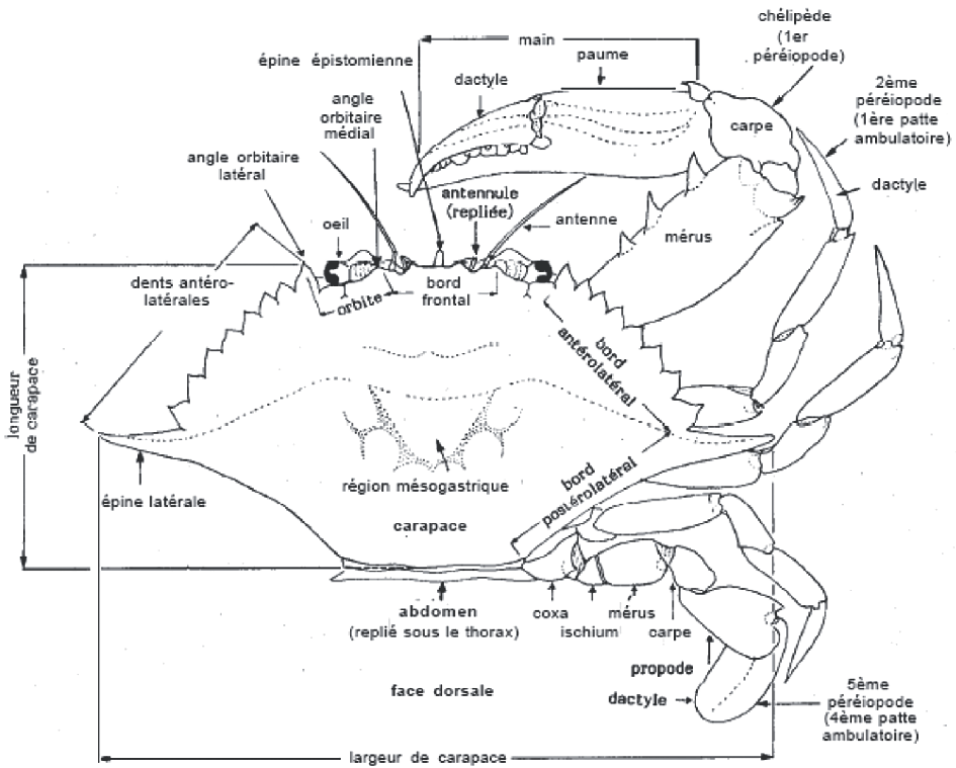 chélipède
(1er
péréiopode)
main
paume
épine épistomienne
dactyle
2ème
péréiopode
(1ère patte
ambulatoire)
angle
orbitaire
médial
carpe
angle orbitaire
latéral
dactyle
antennule
(repliée)
oeil
antenne
mérus
dents antéro-
latérales
orbite
bord
frontal
bord
antérolatéral
longueur
de carapace
bord
postérolatéral
région mésogastrique
épine latérale
carapace
abdomen
(replié sous le thorax)
coxa
ischium
mérus
carpe
propode
dactyle
face dorsale
5ème
péréiopode
(4ème patte
ambulatoire)
largeur de carapace